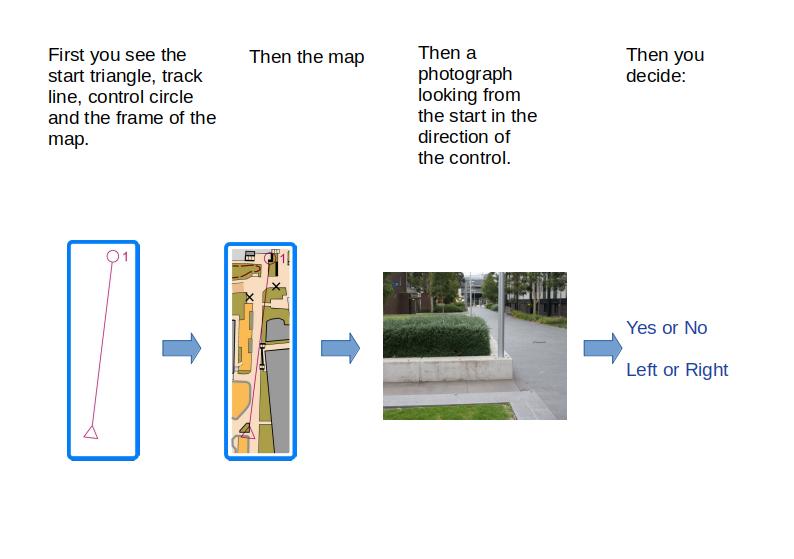 First you see the
start triangle, track
line, control circle
and the frame of the
map.
Then the map
Then a
photograph
looking from
the start in the
direction of
the control.
Then you
decide:
1
1
Yes or No
Left or Right